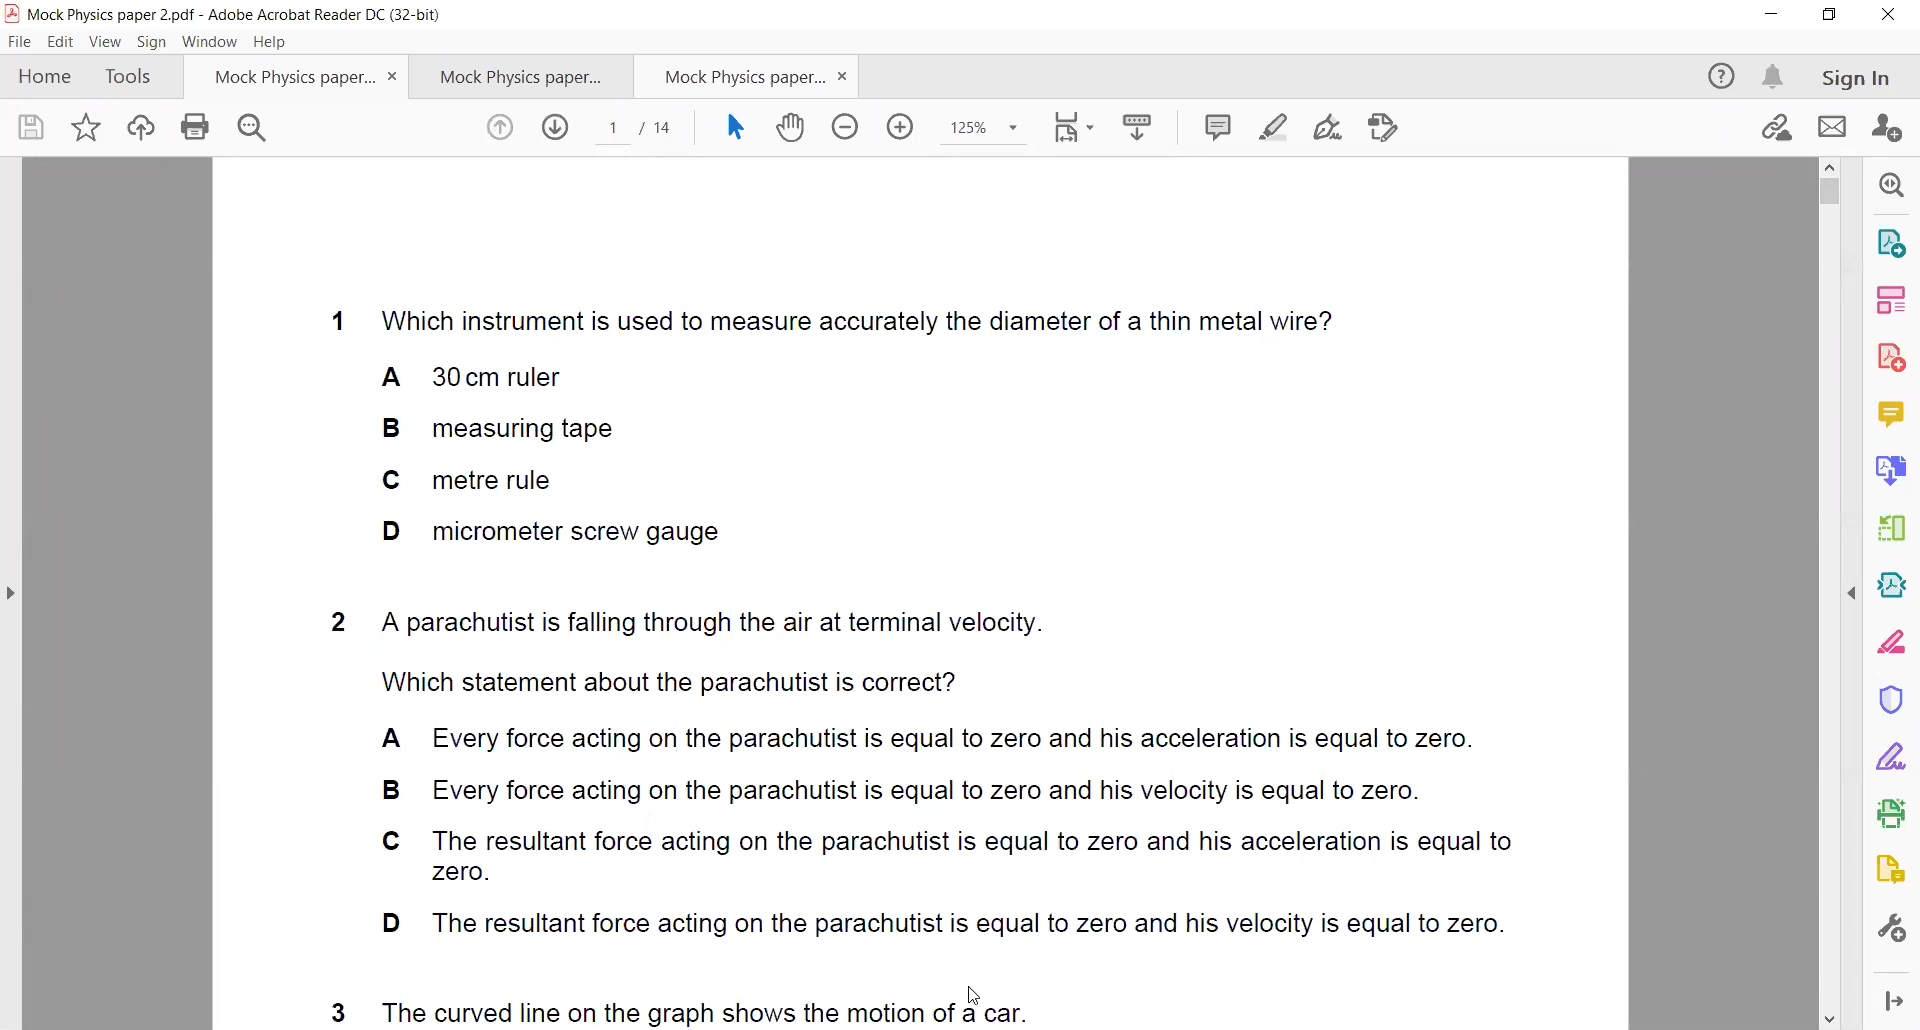 Mock Physics paper 2.pdf - Adobe Acrobat Reader DC (32-bit)
File Edit View Sign Window Help
Home Tools Mock Physics paper... × Mock Physics paper... Mock Physics paper... × Sign In
1 / 14 125%
1 Which instrument is used to measure accurately the diameter of a thin metal wire?
A 30 cm ruler
B measuring tape
C metre rule
D micrometer screw gauge
2 A parachutist is falling through the air at terminal velocity.
Which statement about the parachutist is correct?
A Every force acting on the parachutist is equal to zero and his acceleration is equal to zero.
B Every force acting on the parachutist is equal to zero and his velocity is equal to zero.
C The resultant force acting on the parachutist is equal to zero and his acceleration is equal to
zero.
D The resultant force acting on the parachutist is equal to zero and his velocity is equal to zero.
3 The curved line on the graph shows the motion of a car.